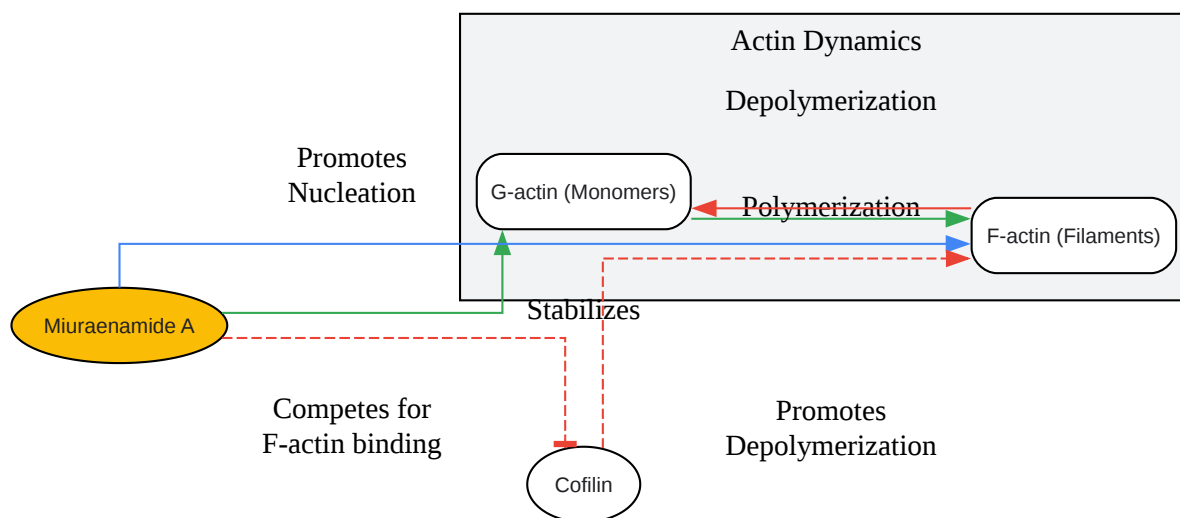 Actin Dynamics
Depolymerization
Promotes
Nucleation
G-actin (Monomers)
Polymerization
F-actin (Filaments)
Stabilizes
Miuraenamide A
Competes for
F-actin binding
Promotes
Depolymerization
Cofilin